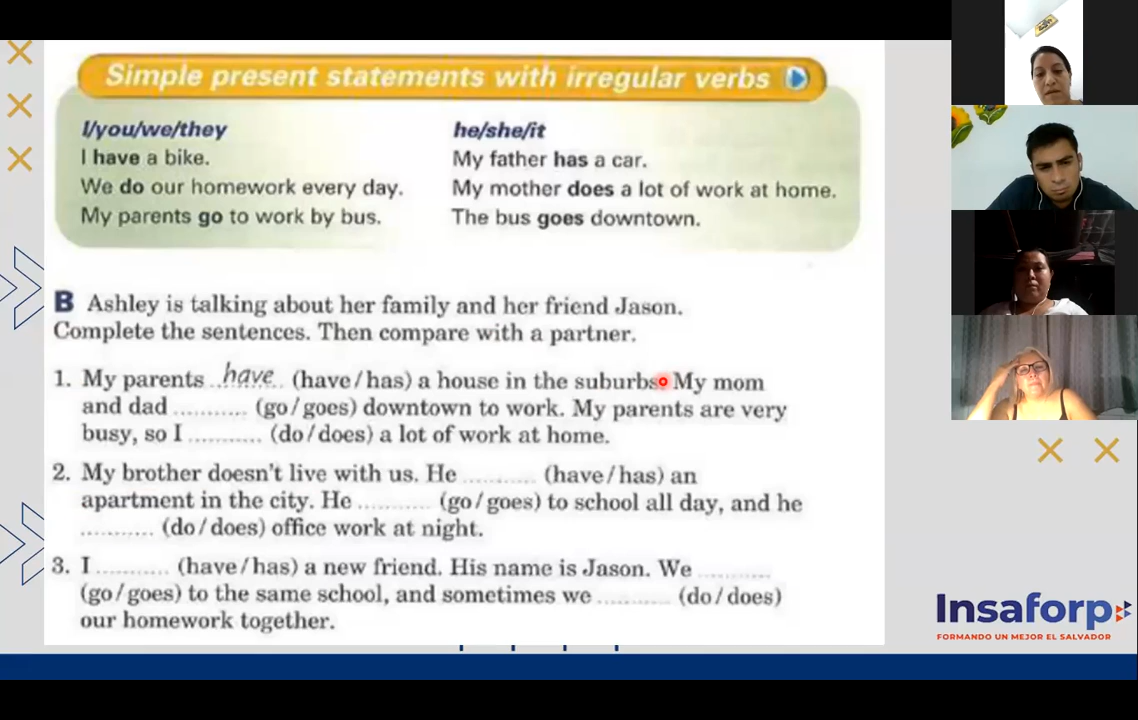 Simple present statements with irregular verbs
I/you/we/they
he/she/it
I have a bike.
My father has a car.
We do our homework every day.
My mother does a lot of work at home.
My parents go to work by bus.
The bus goes downtown.
B Ashley is talking about her family and her friend Jason.
Complete the sentences. Then compare with a partner.
1. My parents ..have.. (have/has) a house in the suburbs. My mom
and dad ........... (go/goes) downtown to work. My parents are very
busy, so I ........... (do/does) a lot of work at home.
2. My brother doesn't live with us. He ........... (have/has) an
apartment in the city. He ........... (go/goes) to school all day, and he
........... (do/does) office work at night.
3. I ........... (have/has) a new friend. His name is Jason. We ...........
(go/goes) to the same school, and sometimes we ........... (do/does)
our homework together.
Insaforp
FORMANDO UN MEJOR EL SALVADOR